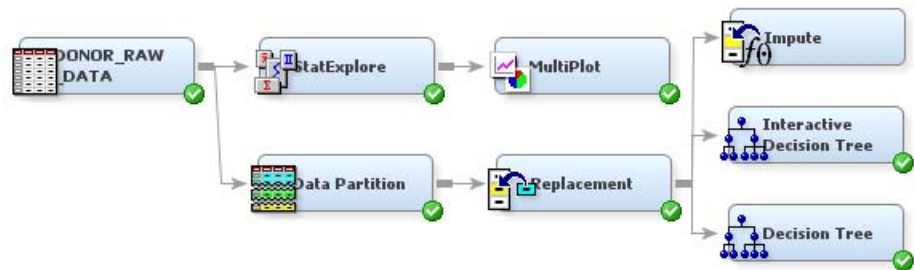 DONOR_RAW
_DATA
StatExplore
MultiPlot
Impute
Interactive
Decision Tree
Data Partition
Replacement
Decision Tree